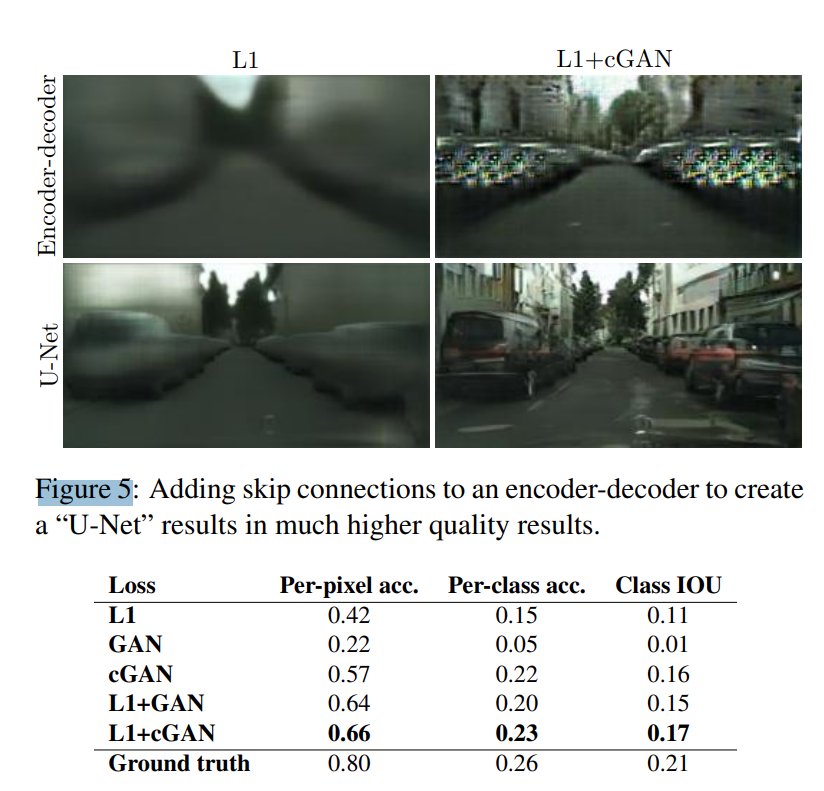 L1
L1+cGAN
Encoder-decoder
U-Net
Figure 5: Adding skip connections to an encoder-decoder to create
a “U-Net” results in much higher quality results.
Loss Per-pixel acc. Per-class acc. Class IOU
L1 0.42 0.15 0.11
GAN 0.22 0.05 0.01
cGAN 0.57 0.22 0.16
L1+GAN 0.64 0.20 0.15
L1+cGAN 0.66 0.23 0.17
Ground truth 0.80 0.26 0.21